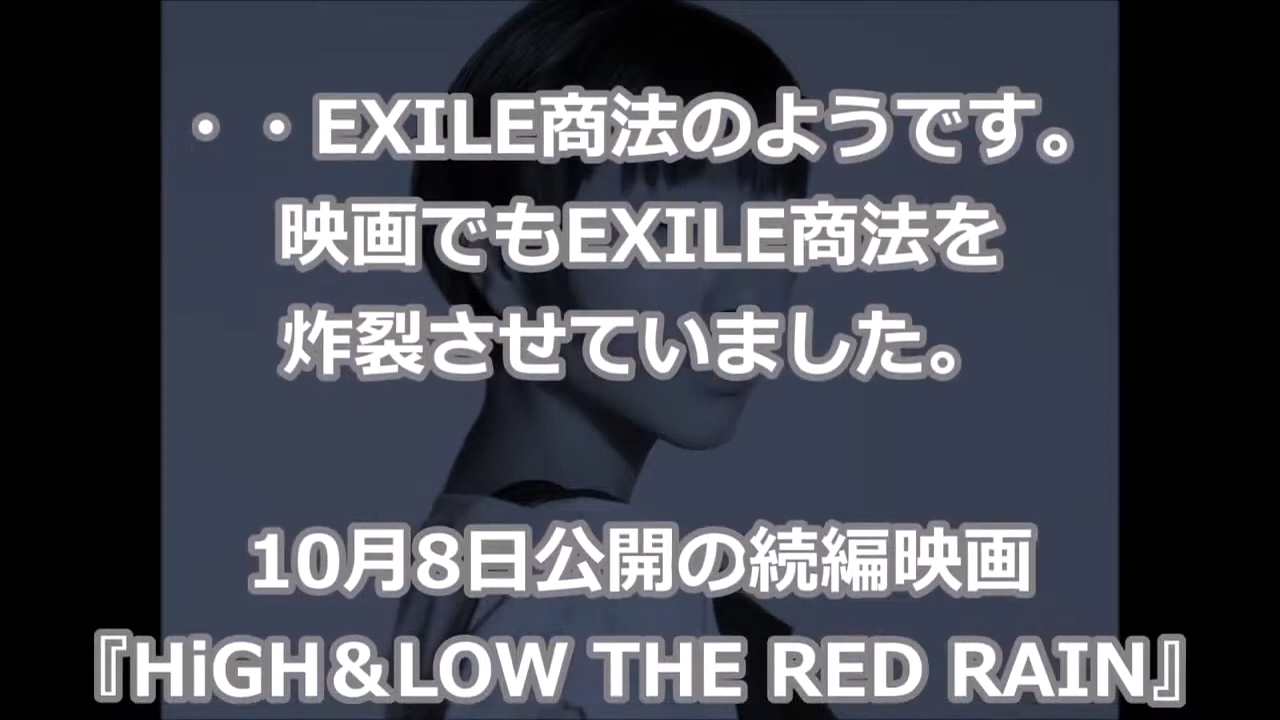 ・・EXILE商法のようです。
映画でもEXILE商法を
炸裂させていました。
10月8日公開の続編映画
『HiGH&LOW THE RED RAIN』